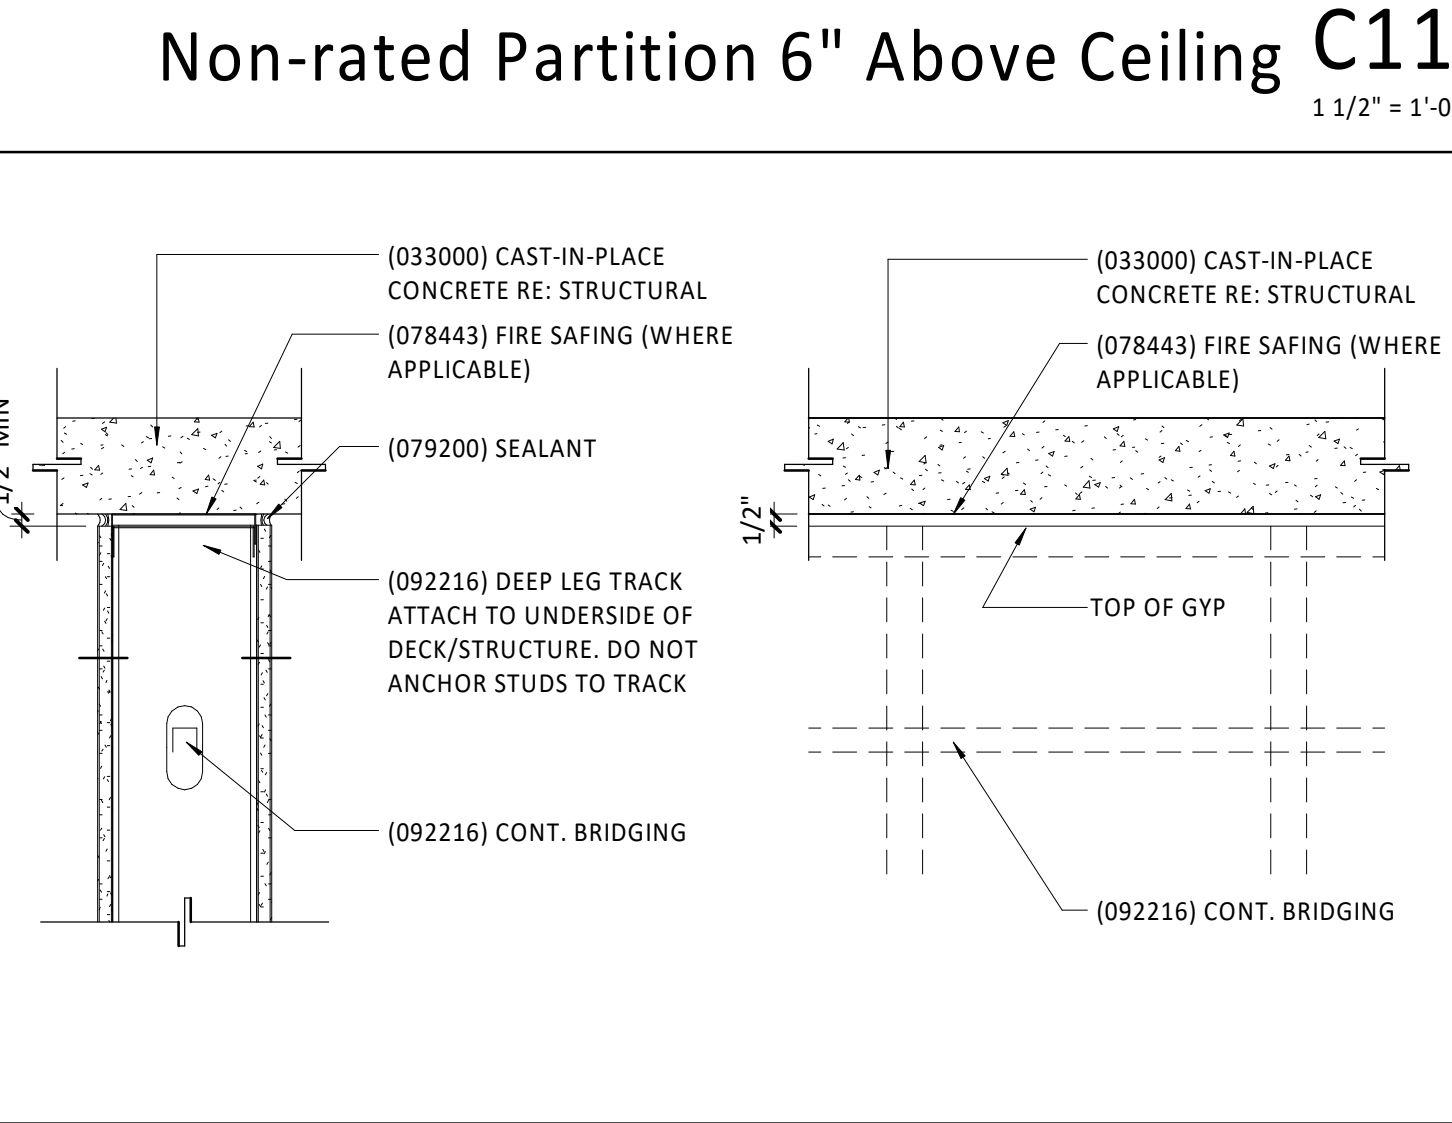 Non-rated Partition 6" Above Ceiling
C11
1 1/2" = 1'-0
(033000) CAST-IN-PLACE
CONCRETE RE: STRUCTURAL
(078443) FIRE SAFING (WHERE
APPLICABLE)
(079200) SEALANT
1/2" MIN
(092216) DEEP LEG TRACK
ATTACH TO UNDERSIDE OF
DECK/STRUCTURE. DO NOT
ANCHOR STUDS TO TRACK
(092216) CONT. BRIDGING
(033000) CAST-IN-PLACE
CONCRETE RE: STRUCTURAL
(078443) FIRE SAFING (WHERE
APPLICABLE)
1/2"
TOP OF GYP
(092216) CONT. BRIDGING